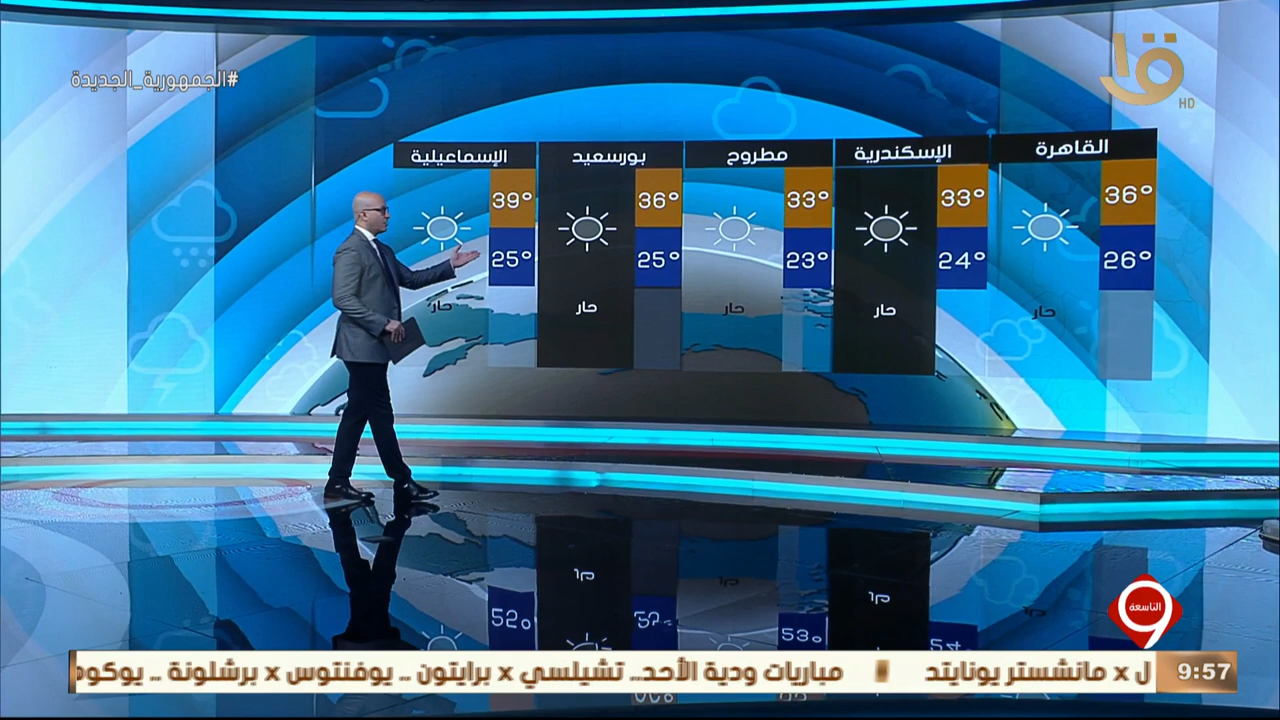 #الجمهورية_الجديدة
HD
القاهرة
36°
26°
حار
الإسكندرية
33°
24°
حار
مطروح
33°
23°
حار
بورسعيد
36°
25°
حار
الإسماعيلية
39°
25°
حار
التاسعة
9
9:57
ل x مانشستر يونايتد
مباريات ودية الأحد.. تشيلسي x برايتون .. يوفنتوس x برشلونة .. يوكوه